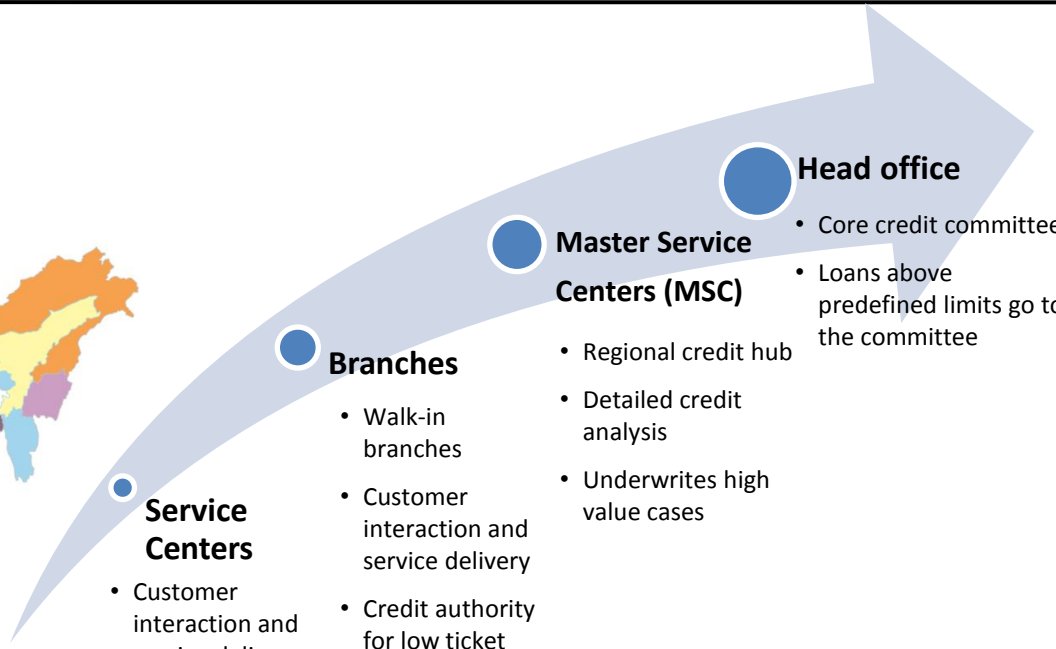 Head office
• Core credit committee
• Loans above
predefined limits go to
the committee
Master Service
Centers (MSC)
• Regional credit hub
• Detailed credit
analysis
• Underwrites high
value cases
Branches
• Walk-in
branches
• Customer
interaction and
service delivery
• Credit authority
for low ticket
Service
Centers
• Customer
interaction and